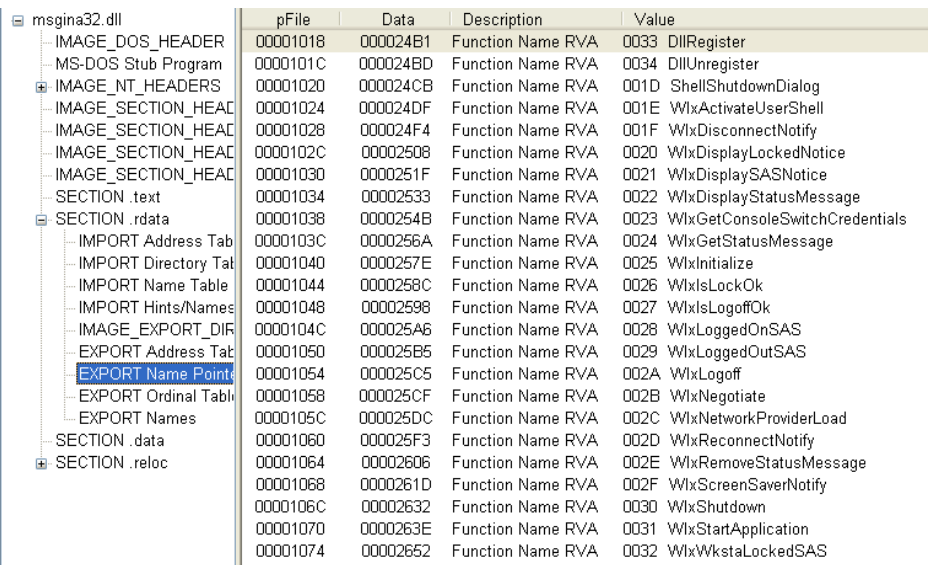 msgina32.dll
IMAGE_DOS_HEADER
MS-DOS Stub Program
IMAGE_NT_HEADERS
IMAGE_SECTION_HEAD
IMAGE_SECTION_HEAD
IMAGE_SECTION_HEAD
IMAGE_SECTION_HEAD
SECTION .text
SECTION .rdata
IMPORT Address Tab
IMPORT Directory Tab
IMPORT Name Table
IMPORT Hints/Names
IMAGE_EXPORT_DIR
EXPORT Address Tab
EXPORT Name Pointe
EXPORT Ordinal Table
EXPORT Names
SECTION .data
SECTION .reloc
pFile Data Description Value
00001018 000024B1 Function Name RVA 0033 DllRegister
0000101C 000024BD Function Name RVA 0034 DllUnregister
00001020 000024CB Function Name RVA 001D ShellShutdownDialog
00001024 000024DF Function Name RVA 001E WlxActivateUserShell
00001028 000024F4 Function Name RVA 001F WlxDisconnectNotify
0000102C 00002508 Function Name RVA 0020 WlxDisplayLockedNotice
00001030 0000251F Function Name RVA 0021 WlxDisplaySASNotice
00001034 00002533 Function Name RVA 0022 WlxDisplayStatusMessage
00001038 0000254B Function Name RVA 0023 WlxGetConsoleSwitchCredentials
0000103C 0000256A Function Name RVA 0024 WlxGetStatusMessage
00001040 0000257E Function Name RVA 0025 WlxInitialize
00001044 0000258C Function Name RVA 0026 WlxIsLockOk
00001048 00002598 Function Name RVA 0027 WlxIsLogoffOk
0000104C 000025A6 Function Name RVA 0028 WlxLoggedOnSAS
00001050 000025B5 Function Name RVA 0029 WlxLoggedOutSAS
00001054 000025C5 Function Name RVA 002A WlxLogoff
00001058 000025CF Function Name RVA 002B WlxNegotiate
0000105C 000025DC Function Name RVA 002C WlxNetworkProviderLoad
00001060 000025F3 Function Name RVA 002D WlxReconnectNotify
00001064 00002606 Function Name RVA 002E WlxRemoveStatusMessage
00001068 0000261D Function Name RVA 002F WlxScreenSaverNotify
0000106C 00002632 Function Name RVA 0030 WlxShutdown
00001070 0000263E Function Name RVA 0031 WlxStartApplication
00001074 00002652 Function Name RVA 0032 WlxWkstaLockedSAS